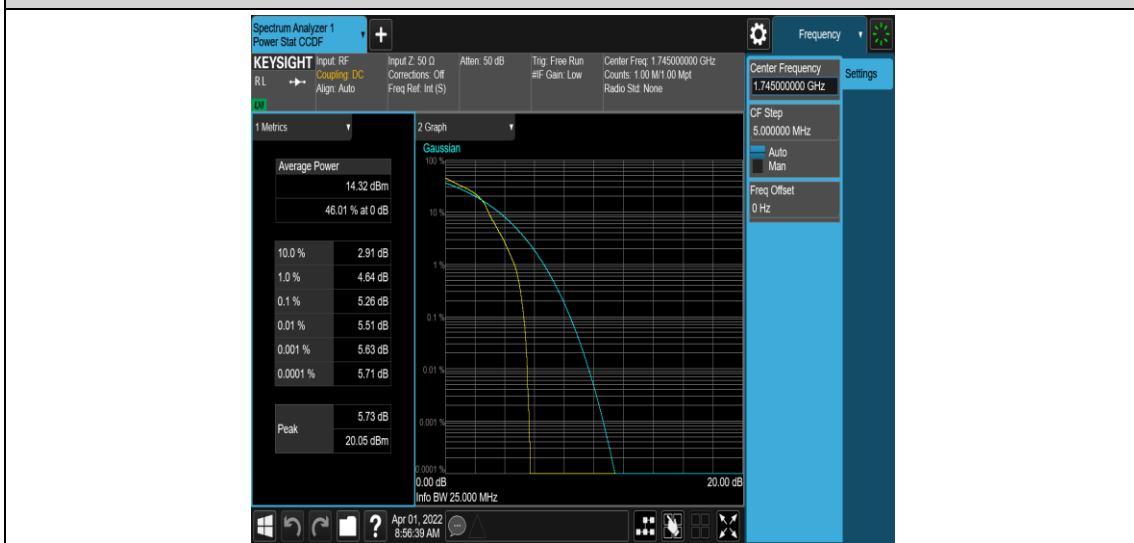 Spectrum Analyzer 1
Power Stat CCDF
+
Frequency
KEYSIGHT
RL
LXI
Input: RF
Coupling: DC
Align: Auto
Input Z: 50 Ω
Corrections: Off
Freq Ref: Int (S)
Atten: 50 dB
Trig: Free Run
#IF Gain: Low
Center Freq: 1.745000000 GHz
Counts: 1.00 M/1.00 Mpt
Radio Std: None
Center Frequency
1.745000000 GHz
Settings
CF Step
5.000000 MHz
Auto
Man
Freq Offset
0 Hz
1 Metrics
Average Power
14.32 dBm
46.01 % at 0 dB
10.0 % 2.91 dB
1.0 % 4.64 dB
0.1 % 5.26 dB
0.01 % 5.51 dB
0.001 % 5.63 dB
0.0001 % 5.71 dB
Peak
5.73 dB
20.05 dBm
2 Graph
Gaussian
100 %
10 %
1 %
0.1 %
0.01 %
0.001 %
0.0001 %
0.00 dB 20.00 dB
Info BW 25.000 MHz
?
Apr 01, 2022
8:56:39 AM